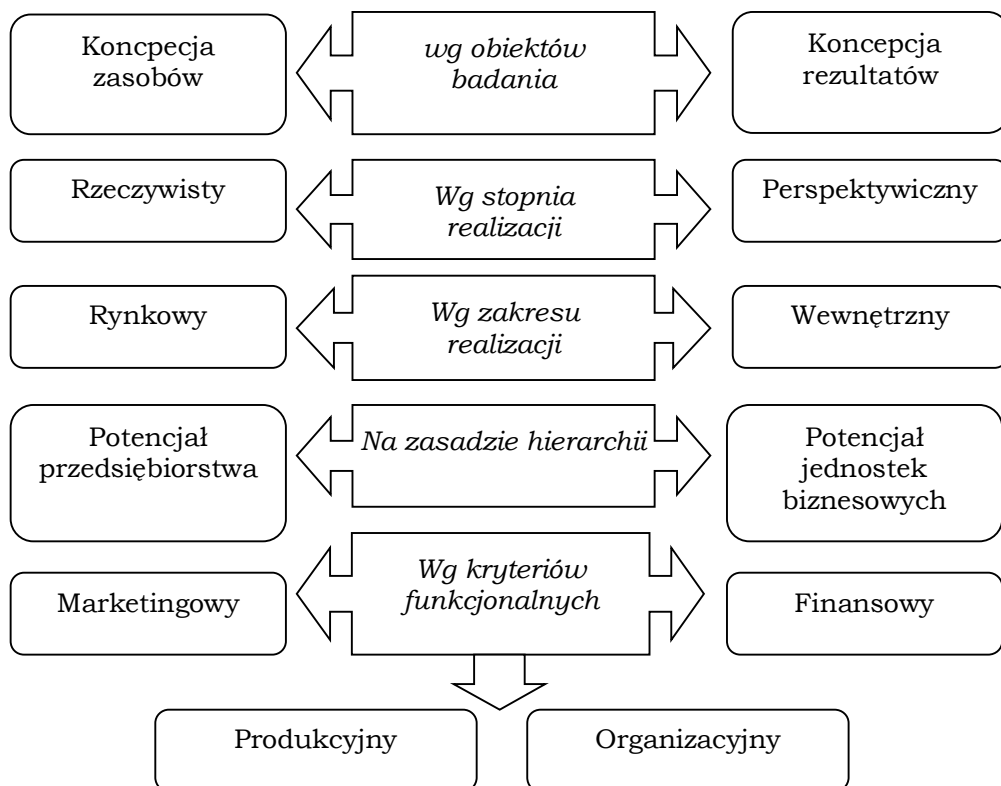 Koncpecja
zasobów
wg obiektów
badania
Koncepcja
rezultatów
Rzeczywisty
Wg stopnia
realizacji
Perspektywiczny
Rynkowy
Wg zakresu
realizacji
Wewnętrzny
Potencjał
przedsiębiorstwa
Na zasadzie hierarchii
Potencjał
jednostek
biznesowych
Marketingowy
Wg kryteriów
funkcjonalnych
Finansowy
Produkcyjny
Organizacyjny